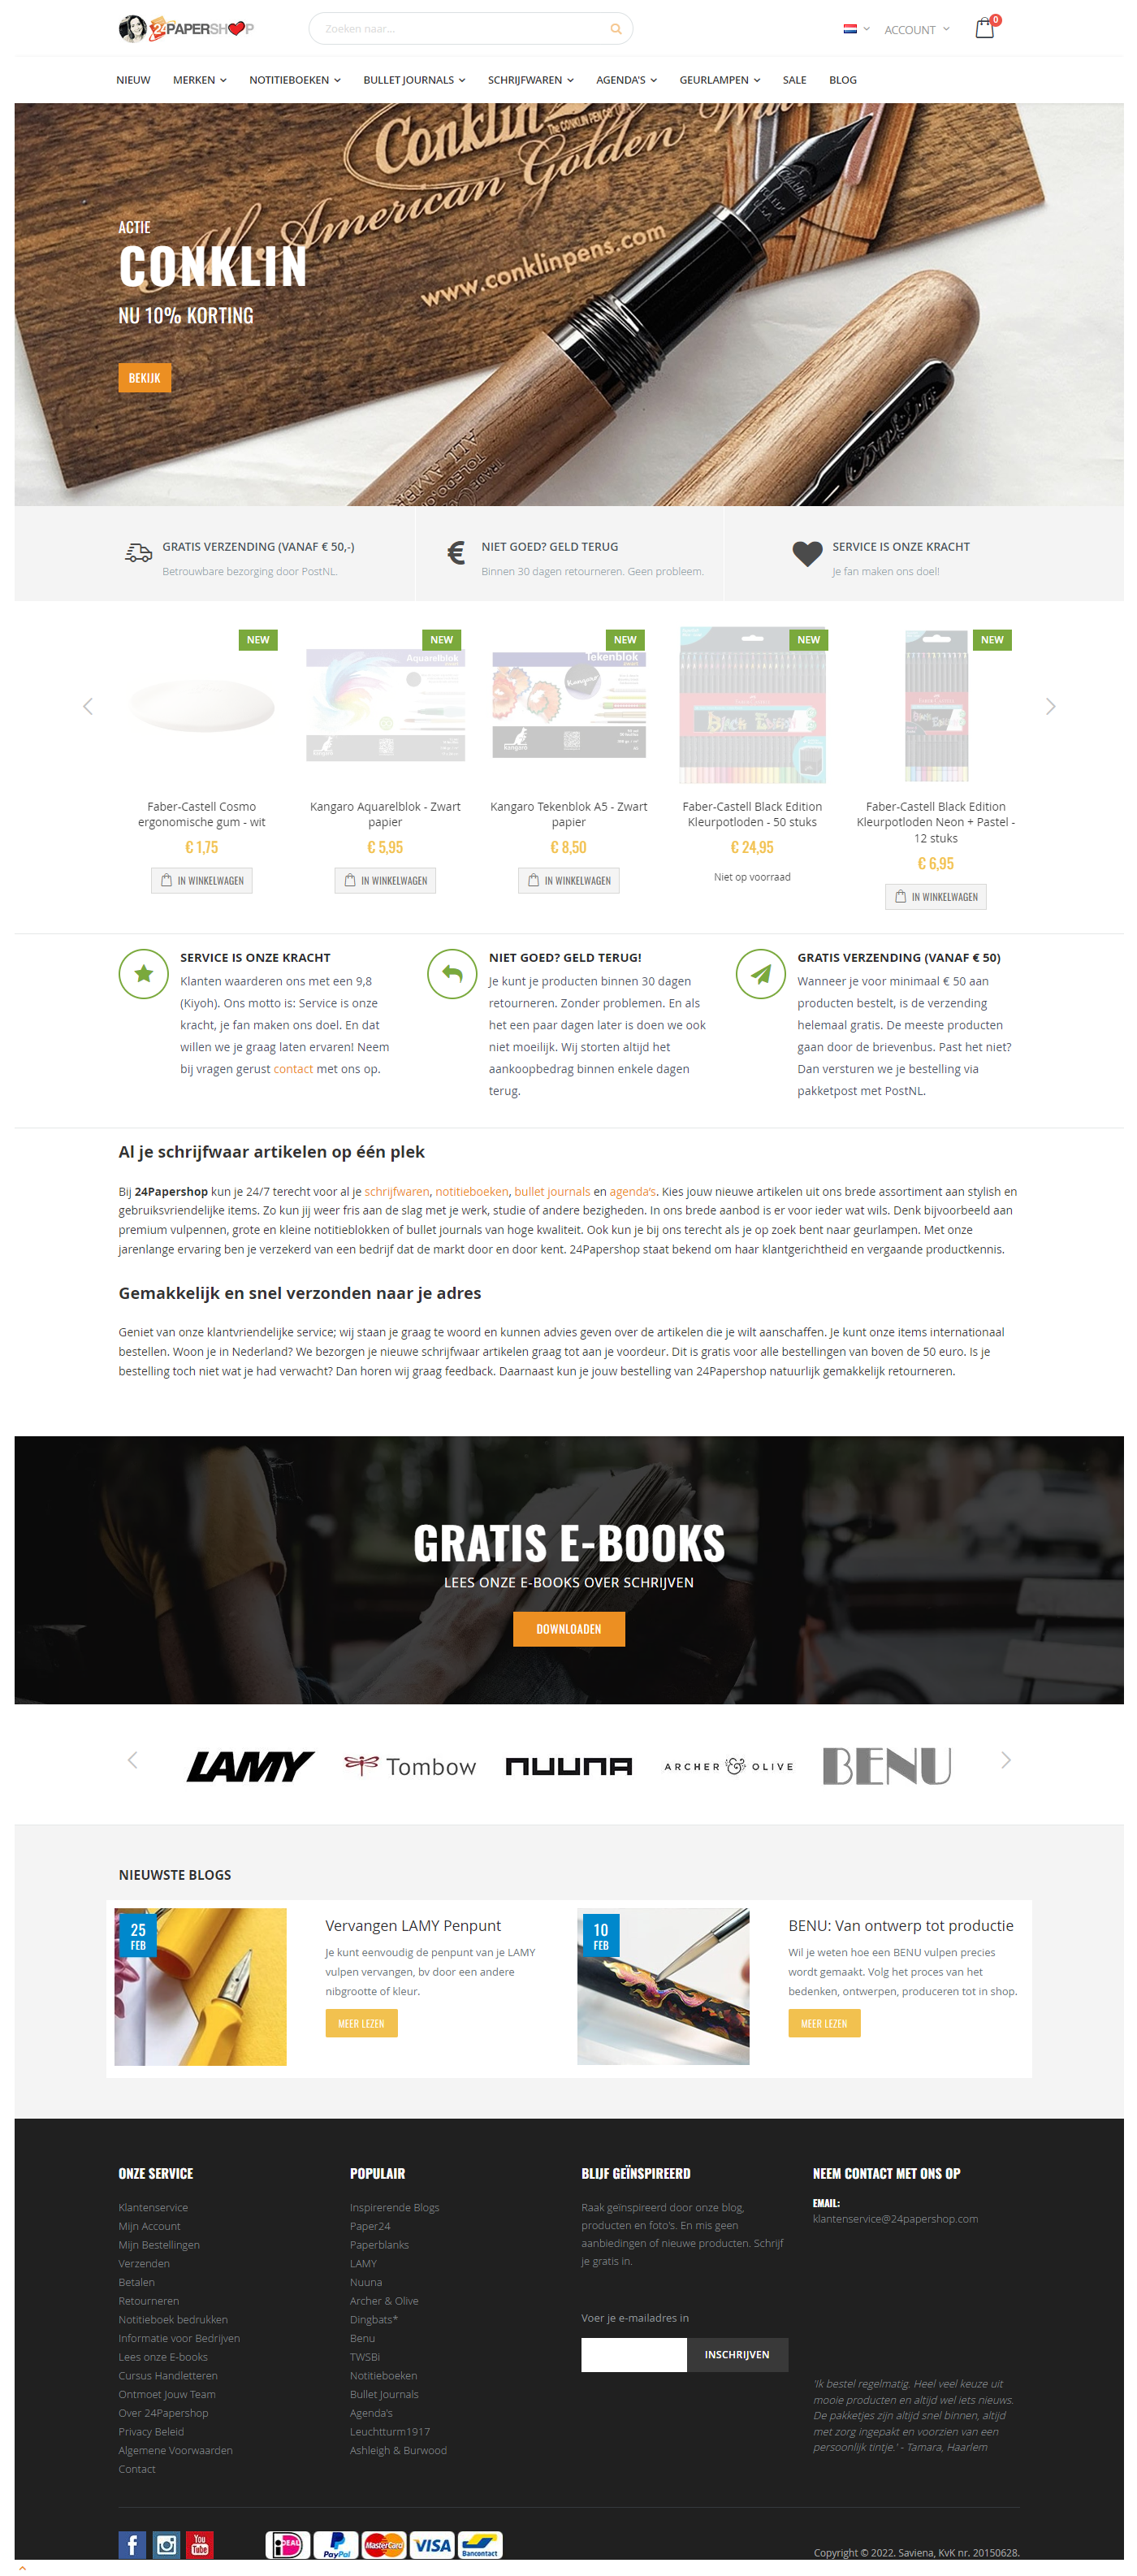 24PAPERSHOP
Zoeken naar...
ACCOUNT
0
NIEUW MERKEN NOTITIEBOEKEN BULLET JOURNALS SCHRIJFWAREN AGENDA'S GEURLAMPEN SALE BLOG
Conklin
THE CONKLIN PEN
All American Golden
www.conklinpens.com
ACTIE
CONKLIN
NU 10% KORTING
BEKIJK
GRATIS VERZENDING (VANAF € 50,-)
Betrouwbare bezorging door PostNL.
NIET GOED? GELD TERUG
Binnen 30 dagen retourneren. Geen probleem.
SERVICE IS ONZE KRACHT
Je fan maken ons doel!
NEW NEW NEW NEW NEW
Aquarelblok
Tekenblok
Kangaro
Black Edition
Faber-Castell Cosmo
ergonomische gum - wit
€ 1,75
IN WINKELWAGEN
Kangaro Aquarelblok - Zwart
papier
€ 5,95
IN WINKELWAGEN
Kangaro Tekenblok A5 - Zwart
papier
€ 8,50
IN WINKELWAGEN
Faber-Castell Black Edition
Kleurpotloden - 50 stuks
€ 24,95
Niet op voorraad
Faber-Castell Black Edition
Kleurpotloden Neon + Pastel -
12 stuks
€ 6,95
IN WINKELWAGEN
SERVICE IS ONZE KRACHT
Klanten waarderen ons met een 9,8
(Kiyoh). Ons motto is: Service is onze
kracht, je fan maken ons doel. En dat
willen we je graag laten ervaren! Neem
bij vragen gerust contact met ons op.
NIET GOED? GELD TERUG!
Je kunt je producten binnen 30 dagen
retourneren. Zonder problemen. En als
het een paar dagen later is doen we ook
niet moeilijk. Wij storten altijd het
aankoopbedrag binnen enkele dagen
terug.
GRATIS VERZENDING (VANAF € 50)
Wanneer je voor minimaal € 50 aan
producten bestelt, is de verzending
helemaal gratis. De meeste producten
gaan door de brievenbus. Past het niet?
Dan versturen we je bestelling via
pakketpost met PostNL.
Al je schrijfwaar artikelen op één plek
Bij 24Papershop kun je 24/7 terecht voor al je schrijfwaren, notitieboeken, bullet journals en agenda's. Kies jouw nieuwe artikelen uit ons brede assortiment aan stylish en
gebruiksvriendelijke items. Zo kun jij weer fris aan de slag met je werk, studie of andere bezigheden. In ons brede aanbod is er voor ieder wat wils. Denk bijvoorbeeld aan
premium vulpennen, grote en kleine notitieblokken of bullet journals van hoge kwaliteit. Ook kun je bij ons terecht als je op zoek bent naar geurlampen. Met onze
jarenlange ervaring ben je verzekerd van een bedrijf dat de markt door en door kent. 24Papershop staat bekend om haar klantgerichtheid en vergaande productkennis.
Gemakkelijk en snel verzonden naar je adres
Geniet van onze klantvriendelijke service; wij staan je graag te woord en kunnen advies geven over de artikelen die je wilt aanschaffen. Je kunt onze items internationaal
bestellen. Woon je in Nederland? We bezorgen je nieuwe schrijfwaar artikelen graag tot aan je voordeur. Dit is gratis voor alle bestellingen van boven de 50 euro. Is je
bestelling toch niet wat je had verwacht? Dan horen wij graag feedback. Daarnaast kun je jouw bestelling van 24Papershop natuurlijk gemakkelijk retourneren.
GRATIS E-BOOKS
LEES ONZE E-BOOKS OVER SCHRIJVEN
DOWNLOADEN
LAMY Tombow nuuna ARCHER & OLIVE BENU
NIEUWSTE BLOGS
25
FEB
Vervangen LAMY Penpunt
Je kunt eenvoudig de penpunt van je LAMY
vulpen vervangen, bv door een andere
nibgrootte of kleur.
MEER LEZEN
10
FEB
BENU: Van ontwerp tot productie
Wil je weten hoe een BENU vulpen precies
wordt gemaakt. Volg het proces van het
bedenken, ontwerpen, produceren tot in shop.
MEER LEZEN
ONZE SERVICE
Klantenservice
Mijn Account
Mijn Bestellingen
Verzenden
Betalen
Retourneren
Notitieboek bedrukken
Informatie voor Bedrijven
Lees onze E-books
Cursus Handletteren
Ontmoet Jouw Team
Over 24Papershop
Privacy Beleid
Algemene Voorwaarden
Contact
POPULAIR
Inspirerende Blogs
Paper24
Paperblanks
LAMY
Nuuna
Archer & Olive
Dingbats*
Benu
TWSBi
Notitieboeken
Bullet Journals
Agenda's
Leuchtturm1917
Ashleigh & Burwood
BLIJF GEÏNSPIREERD
Raak geïnspireerd door onze blog,
producten en foto's. En mis geen
aanbiedingen of nieuwe producten. Schrijf
je gratis in.
Voer je e-mailadres in
INSCHRIJVEN
NEEM CONTACT MET ONS OP
EMAIL:
klantenservice@24papershop.com
'Ik bestel regelmatig. Heel veel keuze uit
mooie producten en altijd wel iets nieuws.
De pakketjes zijn altijd snel binnen, altijd
met zorg ingepakt en voorzien van een
persoonlijk tintje.' - Tamara, Haarlem
You Tube
iDEAL PayPal MasterCard VISA Bancontact
Copyright © 2022. Saviena, KvK nr. 20150628.